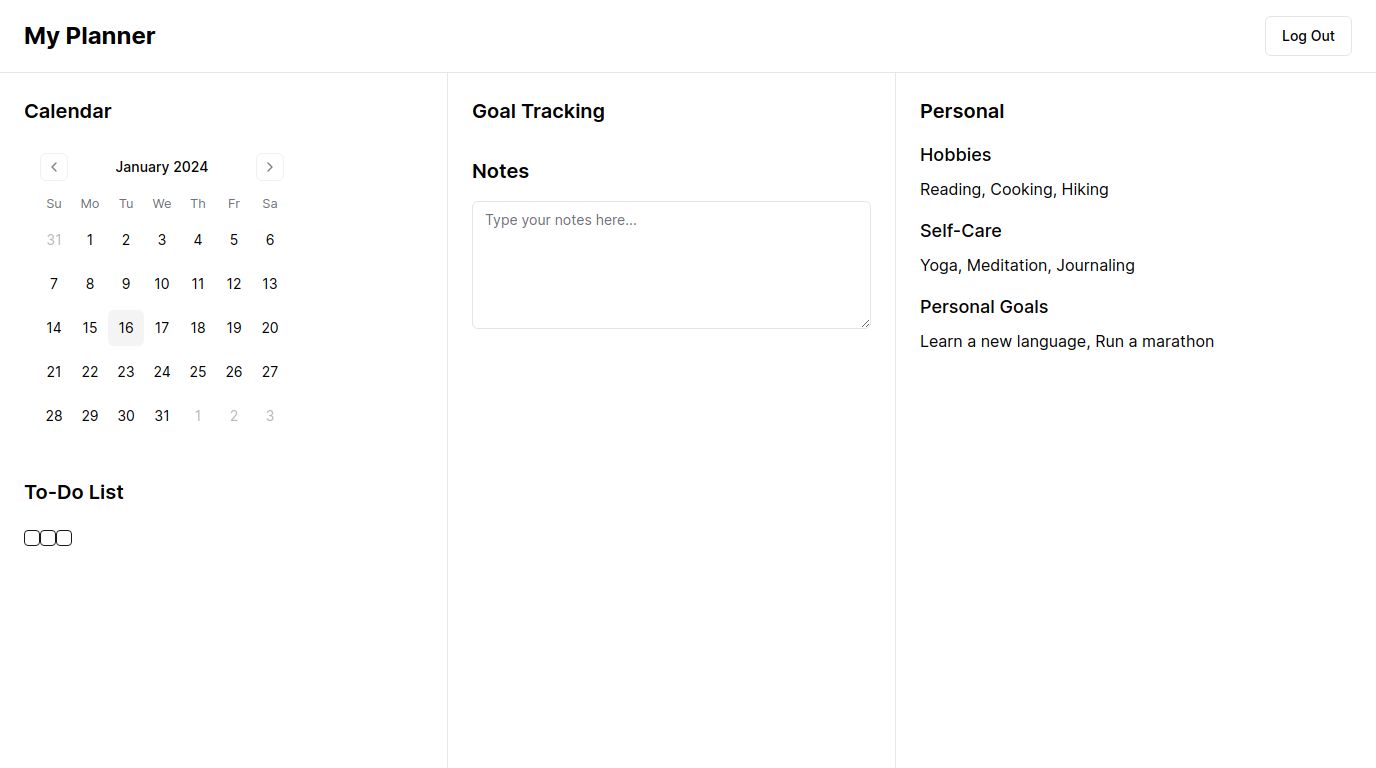 My Planner
Log Out
Calendar
January 2024
Su Mo Tu We Th Fr Sa
31 1 2 3 4 5 6
7 8 9 10 11 12 13
14 15 16 17 18 19 20
21 22 23 24 25 26 27
28 29 30 31 1 2 3
To-Do List
Goal Tracking
Notes
Type your notes here...
Personal
Hobbies
Reading, Cooking, Hiking
Self-Care
Yoga, Meditation, Journaling
Personal Goals
Learn a new language, Run a marathon